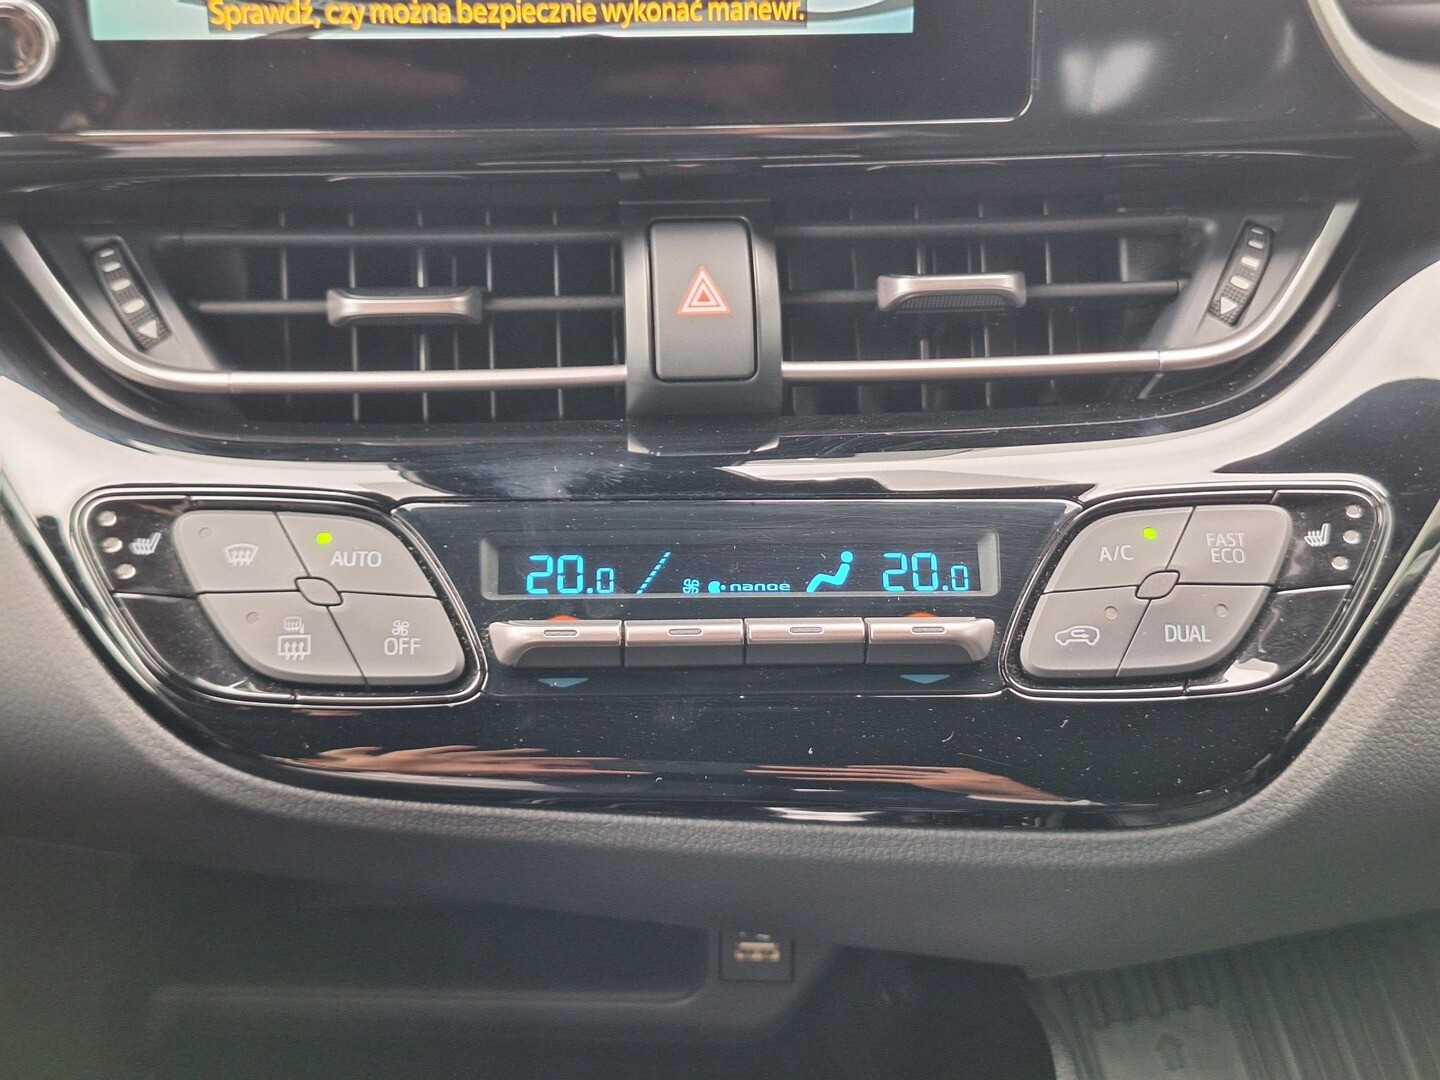 Sprawdź, czy można bezpiecznie wykonać manewr.
AUTO
OFF
20.0
nanoe
20.0
A/C
FAST
ECO
DUAL